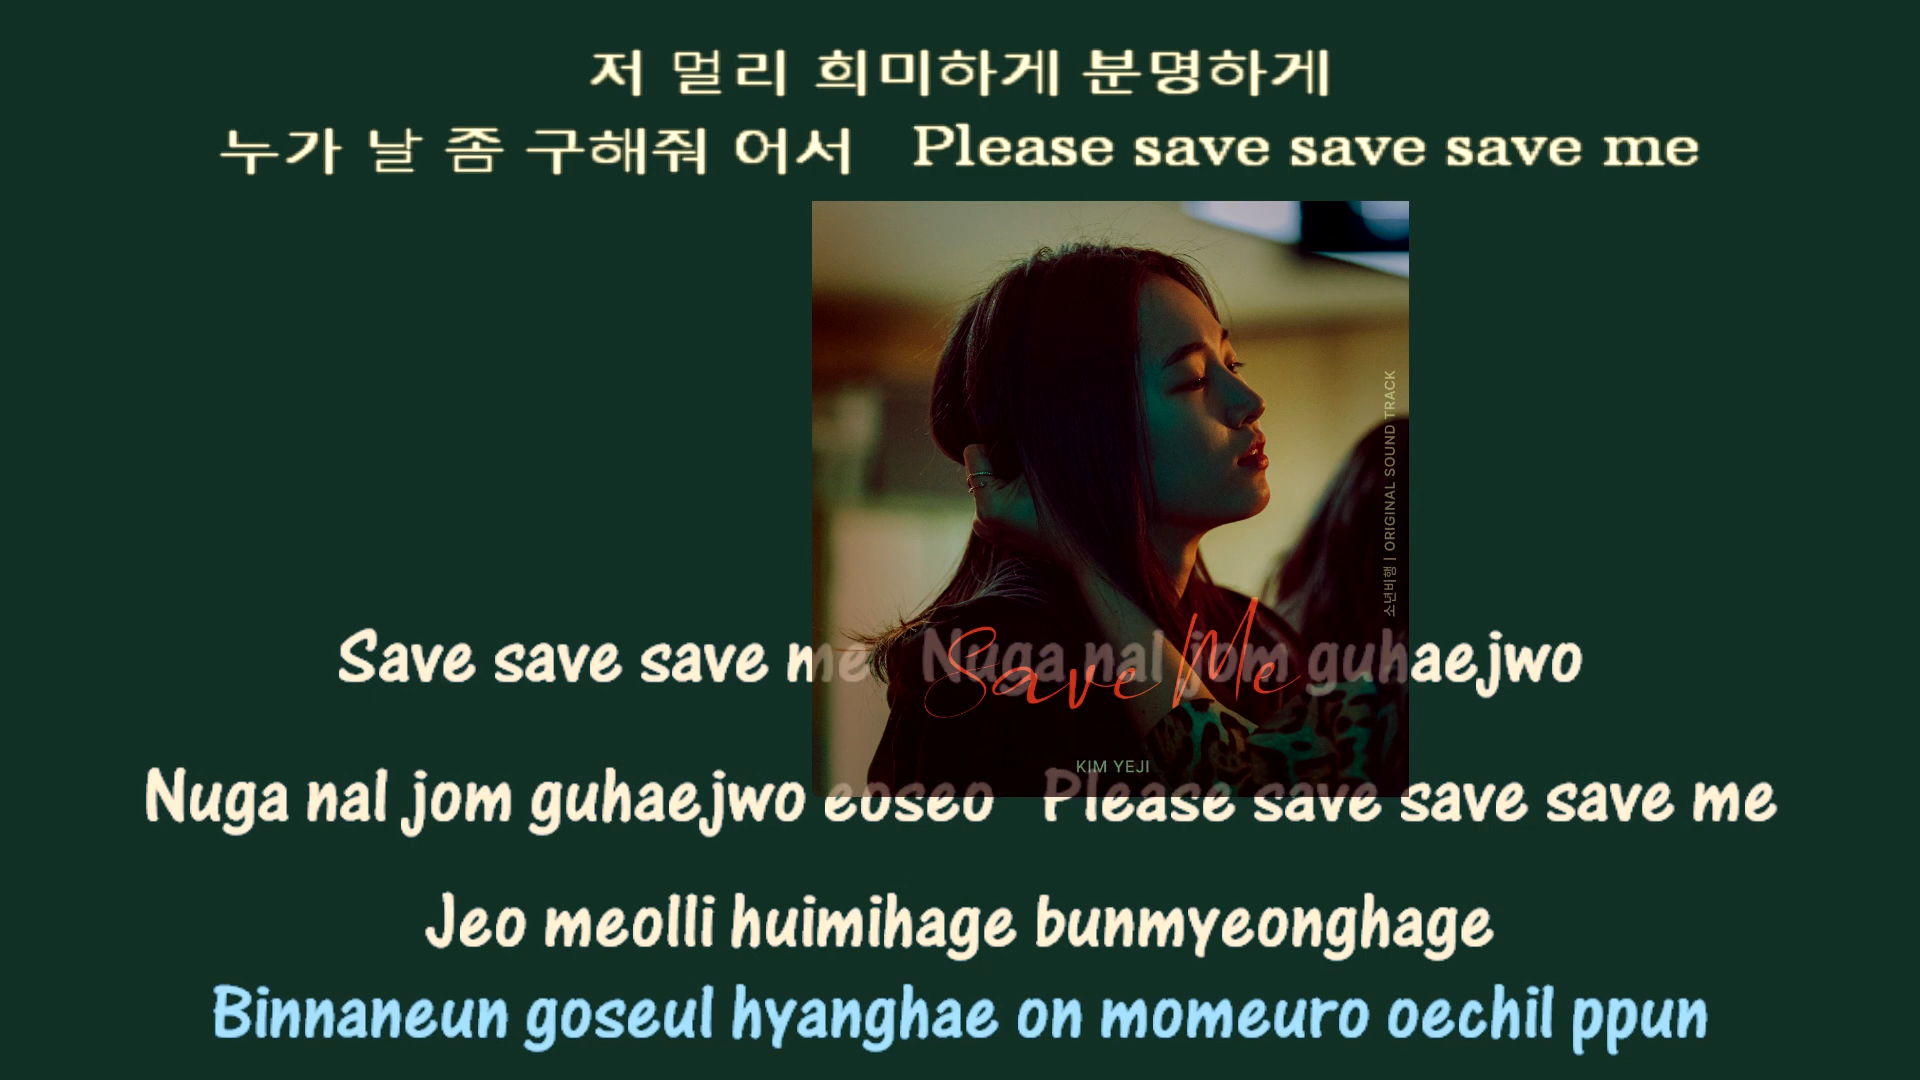 저 멀리 희미하게 분명하게
누가 날 좀 구해줘 어서 Please save save save me
소년비행 | ORIGINAL SOUND TRACK
Save save save me Nuga nal jom guhaejwo
Save Me
KIM YEJI
Nuga nal jom guhaejwo eoseo Please save save save me
Jeo meolli huimihage bunmyeonghage
Binnaneun goseul hyanghae on momeuro oechil ppun